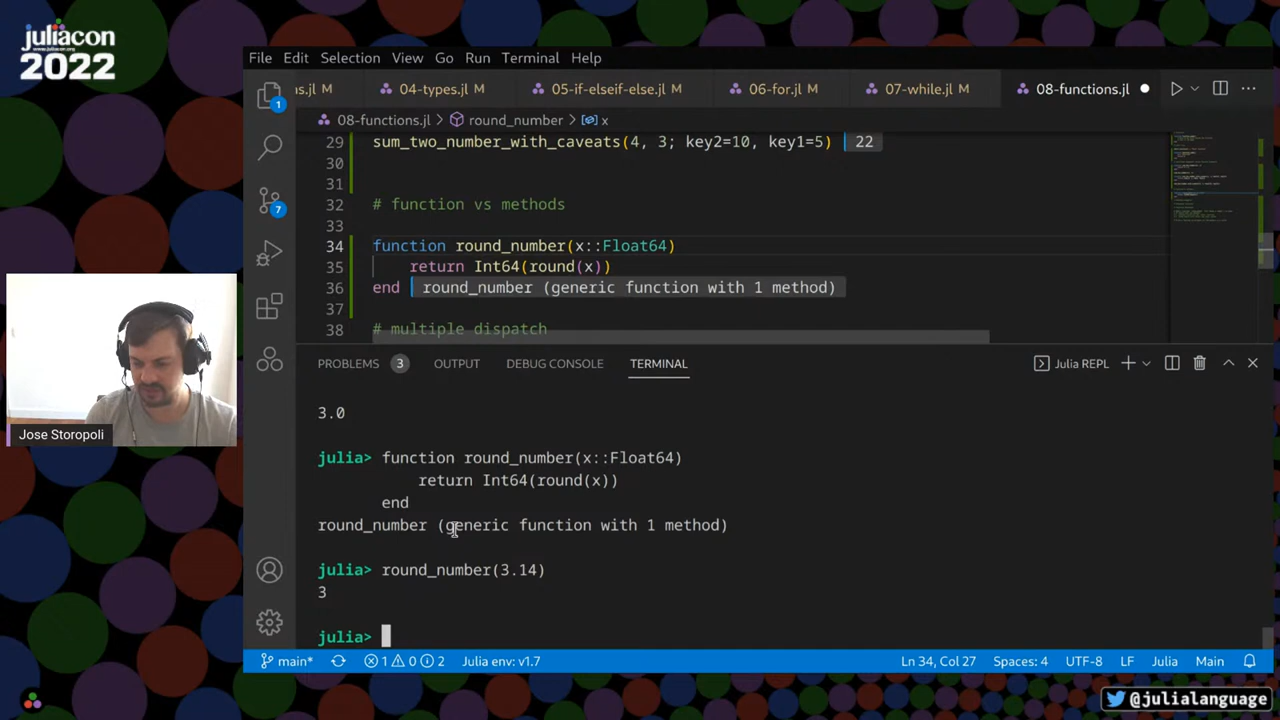 juliacon
www.juliacon.org
2022
File Edit Selection View Go Run Terminal Help
ns.jl M 04-types.jl M 05-if-elseif-else.jl M 06-for.jl M 07-while.jl M 08-functions.jl
08-functions.jl > round_number > x
29 sum_two_number_with_caveats(4, 3; key2=10, key1=5) 22
30
31
32 # function vs methods
33
34 function round_number(x::Float64)
35 return Int64(round(x))
36 end round_number (generic function with 1 method)
37
38 # multiple dispatch
1
7
PROBLEMS 3 OUTPUT DEBUG CONSOLE TERMINAL Julia REPL
3.0
julia> function round_number(x::Float64)
return Int64(round(x))
end
round_number (generic function with 1 method)
julia> round_number(3.14)
3
julia>
Jose Storopoli
main* 1 0 2 Julia env: v1.7 Ln 34, Col 27 Spaces: 4 UTF-8 LF Julia Main
@julialanguage